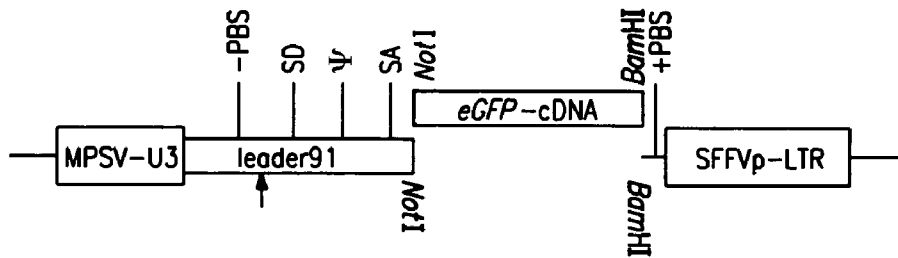 -PBS
SD
Ψ
SA
NotI
BamHI
+PBS
eGFP-cDNA
MPSV-U3
leader91
SFFVp-LTR
NotI
BamHI